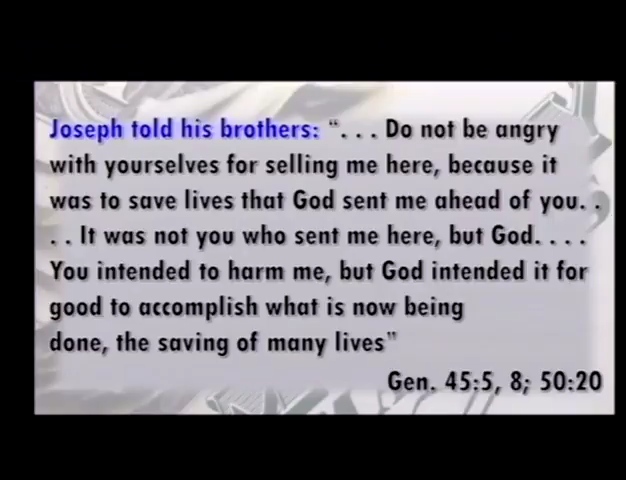 Joseph told his brothers: “. . . Do not be angry
with yourselves for selling me here, because it
was to save lives that God sent me ahead of you. .
. . It was not you who sent me here, but God. . . .
You intended to harm me, but God intended it for
good to accomplish what is now being
done, the saving of many lives”
Gen. 45:5, 8; 50:20